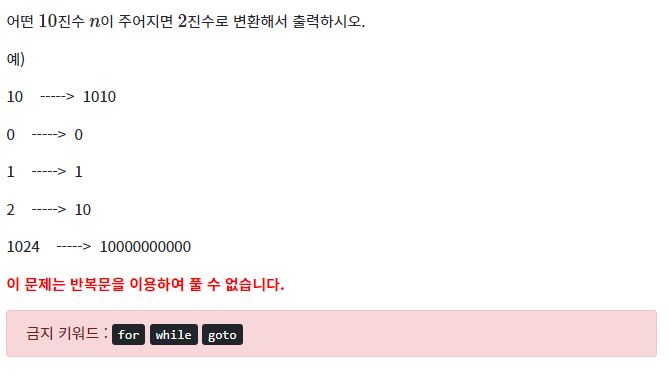 어떤 10진수 n이 주어지면 2진수로 변환해서 출력하시오.
예)
10 -----> 1010
0 -----> 0
1 -----> 1
2 -----> 10
1024 -----> 10000000000
이 문제는 반복문을 이용하여 풀 수 없습니다.
금지 키워드 : for while goto